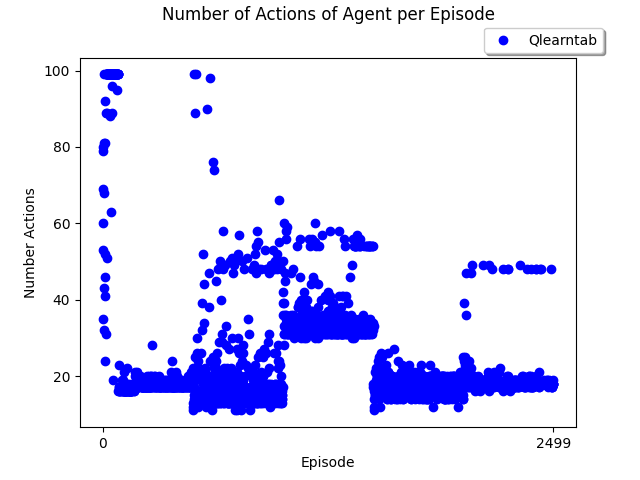 Number of Actions of Agent per Episode
Qlearntab
100
80
60
40
20
Number Actions
0
2499
Episode